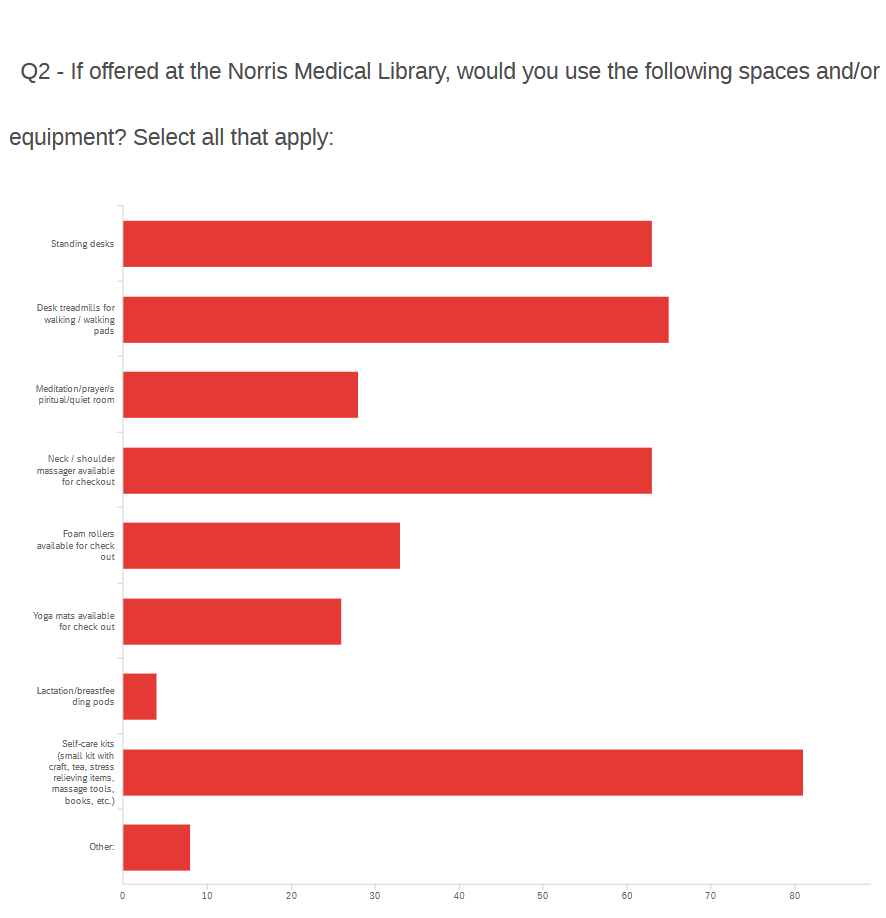 Q2 - If offered at the Norris Medical Library, would you use the following spaces and/or
equipment? Select all that apply:
Standing desks
Desk treadmills for
walking / walking
pads
Meditation/prayer/s
piritual/quiet room
Neck / shoulder
massager available
for checkout
Foam rollers
available for check
out
Yoga mats available
for check out
Lactation/breastfee
ding pods
Self-care kits
(small kit with
craft, tea, stress
relieving items,
massage tools,
books, etc.)
Other:
0 10 20 30 40 50 60 70 80